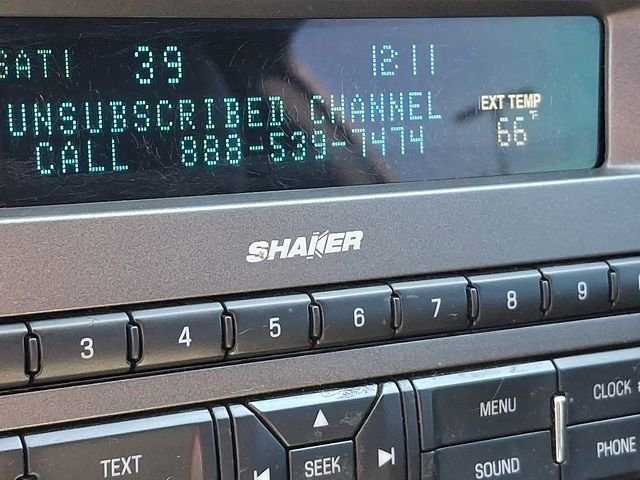 SAT1 39 12:11
UNSUBSCRIBED CHANNEL
CALL 888-539-7474
EXT TEMP
66°F
SHAKER
3 4 5 6 7 8 9
MENU
CLOCK
TEXT
SEEK
SOUND
PHONE